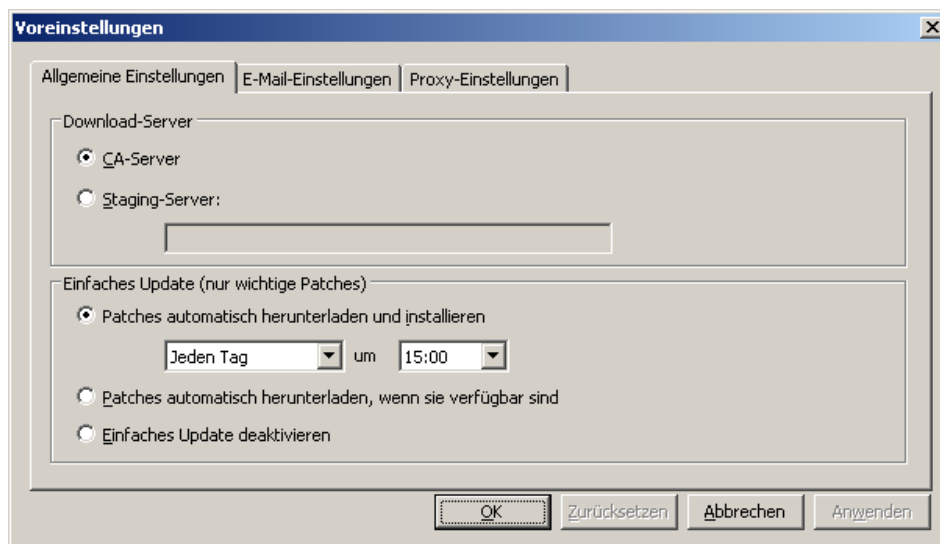 Voreinstellungen
Allgemeine Einstellungen E-Mail-Einstellungen Proxy-Einstellungen
Download-Server
CA-Server
Staging-Server:
Einfaches Update (nur wichtige Patches)
Patches automatisch herunterladen und installieren
Jeden Tag um 15:00
Patches automatisch herunterladen, wenn sie verfügbar sind
Einfaches Update deaktivieren
OK Zurücksetzen Abbrechen Anwenden